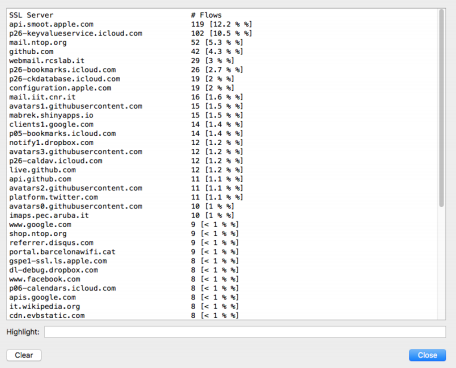 SSL Server # Flows
api.smoot.apple.com 119 [12.2 % %]
p26-keyvalueservice.icloud.com 102 [10.5 % %]
mail.ntop.org 52 [5.3 % %]
github.com 42 [4.3 % %]
webmail.rcslab.it 29 [3 % %]
p26-bookmarks.icloud.com 26 [2.7 % %]
p26-ckdatabase.icloud.com 19 [2 % %]
configuration.apple.com 19 [2 % %]
mail.iit.cnr.it 16 [1.6 % %]
avatars1.githubusercontent.com 15 [1.5 % %]
mabrek.shinyapps.io 15 [1.5 % %]
clients1.google.com 14 [1.4 % %]
p05-bookmarks.icloud.com 14 [1.4 % %]
notify1.dropbox.com 12 [1.2 % %]
avatars3.githubusercontent.com 12 [1.2 % %]
p26-caldav.icloud.com 12 [1.2 % %]
live.github.com 12 [1.2 % %]
api.github.com 11 [1.1 % %]
avatars2.githubusercontent.com 11 [1.1 % %]
platform.twitter.com 11 [1.1 % %]
avatars0.githubusercontent.com 10 [1 % %]
imaps.pec.aruba.it 10 [1 % %]
www.google.com 9 [< 1 % %]
shop.ntop.org 9 [< 1 % %]
referrer.disqus.com 9 [< 1 % %]
portal.barcelonawifi.cat 9 [< 1 % %]
gspe1-ssl.ls.apple.com 8 [< 1 % %]
dl-debug.dropbox.com 8 [< 1 % %]
www.facebook.com 8 [< 1 % %]
p06-calendars.icloud.com 8 [< 1 % %]
apis.google.com 8 [< 1 % %]
it.wikipedia.org 8 [< 1 % %]
cdn.evbstatic.com 8 [< 1 % %]
Highlight:
Clear Close